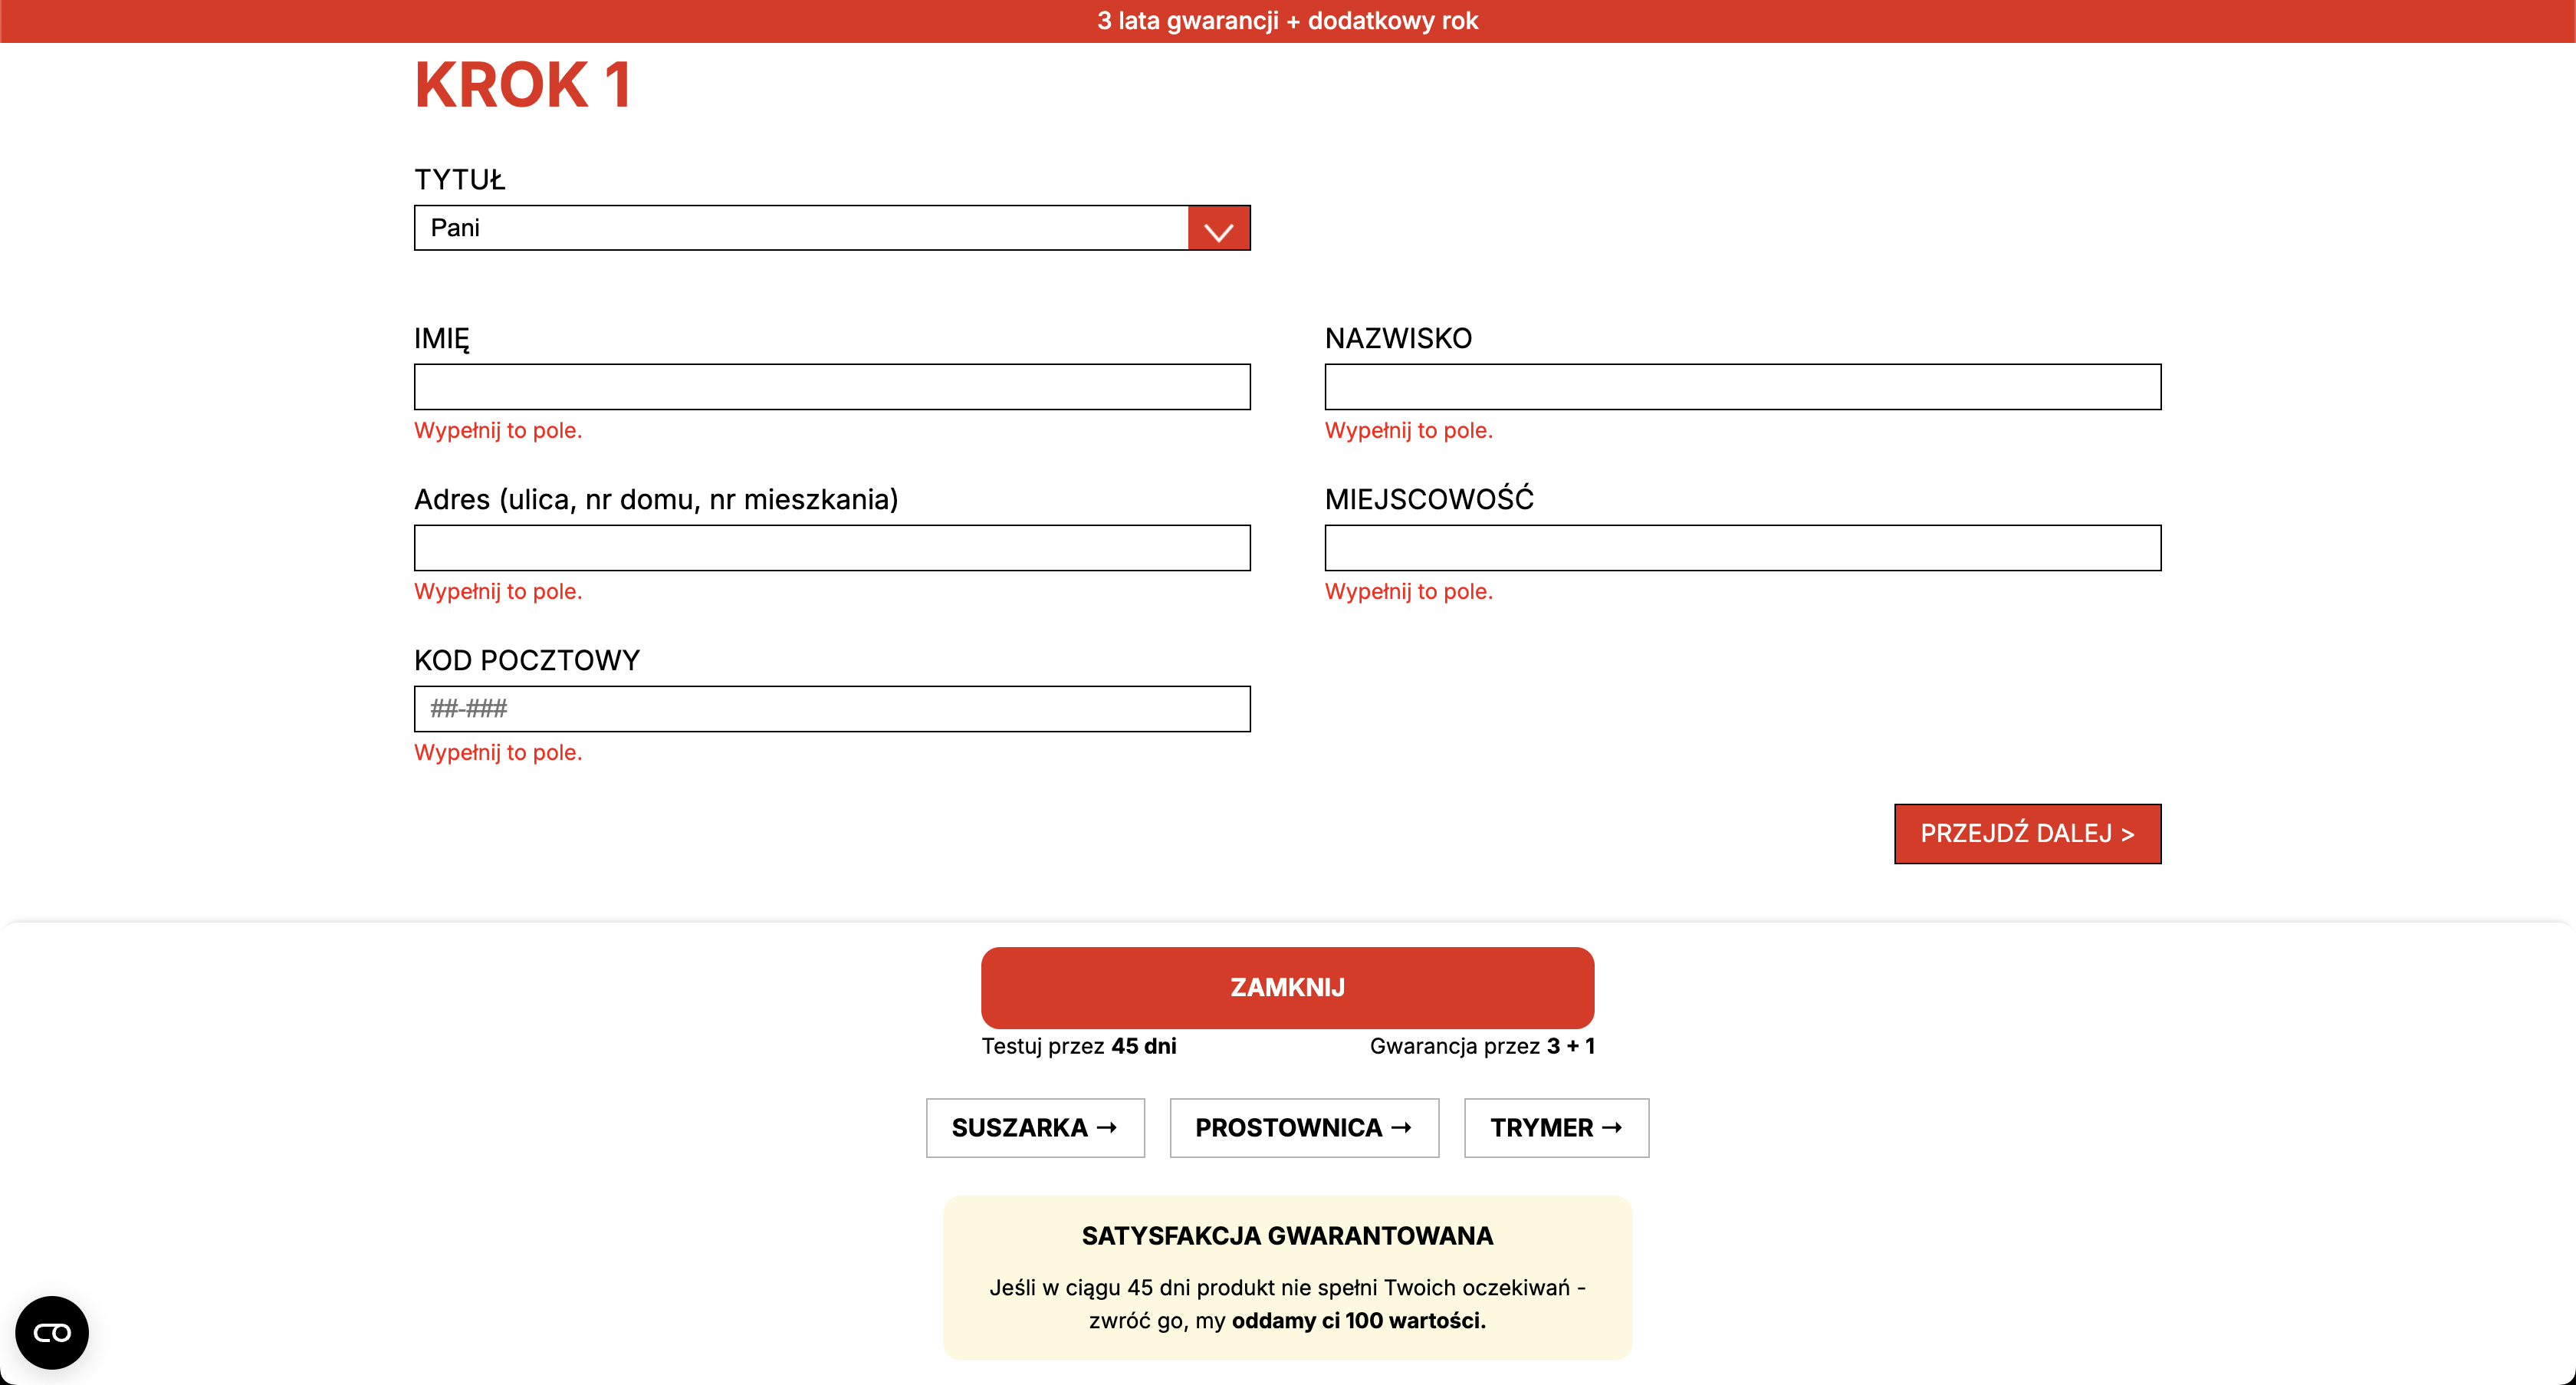 3 lata gwarancji + dodatkowy rok
KROK 1
TYTUŁ
Pani
IMIĘ
NAZWISKO
Wypełnij to pole.
Wypełnij to pole.
Adres (ulica, nr domu, nr mieszkania)
MIEJSCOWOŚĆ
Wypełnij to pole.
Wypełnij to pole.
KOD POCZTOWY
##-###
Wypełnij to pole.
PRZEJDŹ DALEJ >
ZAMKNIJ
Testuj przez 45 dni
Gwarancja przez 3 + 1
SUSZARKA →
PROSTOWNICA →
TRYMER →
SATYSFAKCJA GWARANTOWANA
Jeśli w ciągu 45 dni produkt nie spełni Twoich oczekiwań -
zwróć go, my oddamy ci 100 wartości.